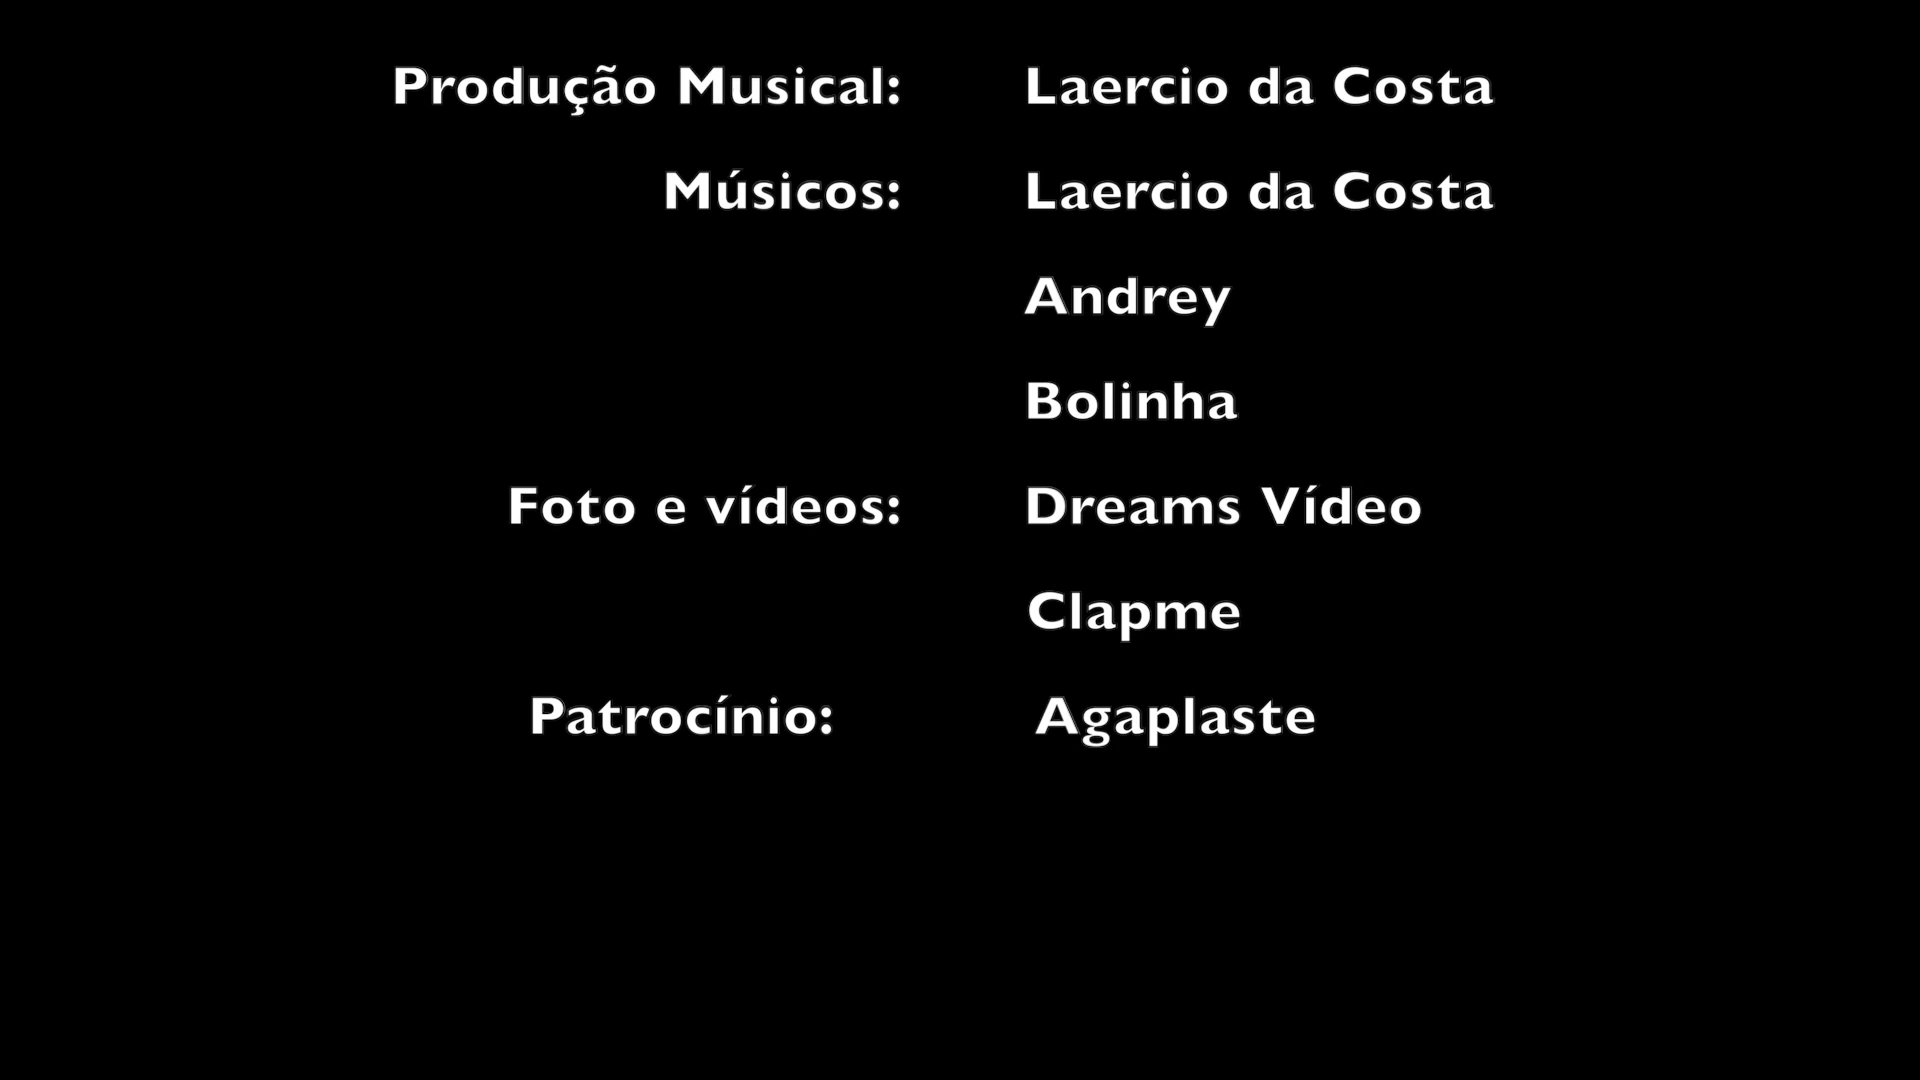 Produção Musical: Laercio da Costa
Músicos: Laercio da Costa
Andrey
Bolinha
Foto e vídeos: Dreams Vídeo
Clapme
Patrocínio: Agaplaste